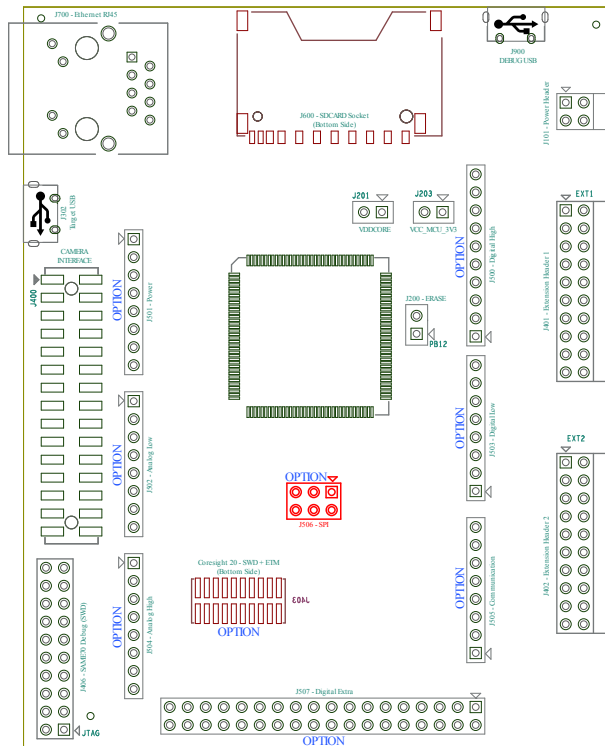 J700 - Ethernet RJ45
J900
DEBUG USB
J600 - SDCARD Socket
(Bottom Side)
J101 - Power Header
J302
Target USB
J201
VDDCORE
J203
VCC_MCU_3V3
EXT1
CAMERA
INTERFACE
J400
OPTION
J501 - Power
OPTION
J500 - Digital High
J401 - Extension Header 1
J200 - ERASE
PB12
OPTION
J502 - Analog Low
OPTION
J503 - Digital Low
EXT2
OPTION
J506 - SPI
J402 - Extension Header 2
Coresight 20 - SWD + ETM
(Bottom Side)
J403
OPTION
OPTION
J505 - Communication
J406 - SAME70 Debug (SWD)
JTAG
OPTION
J504 - Analog High
J507 - Digital Extra
OPTION